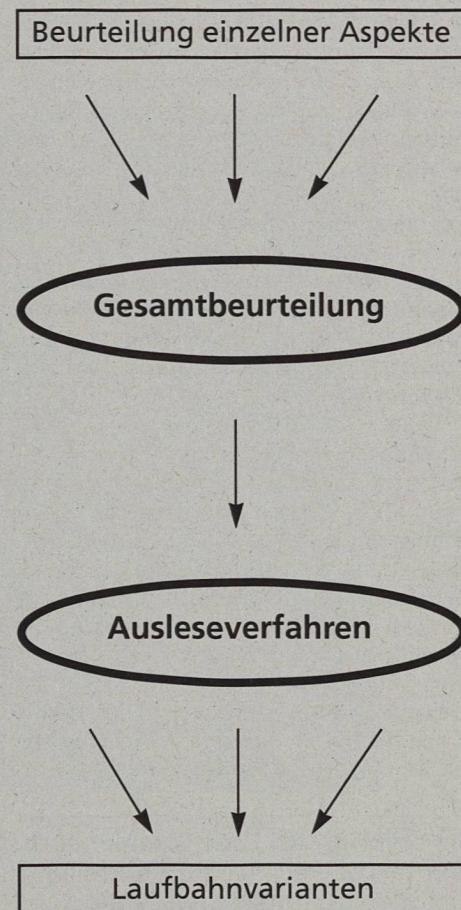 Beurteilung einzelner Aspekte
Gesamtbeurteilung
Ausleseverfahren
Laufbahnvarianten